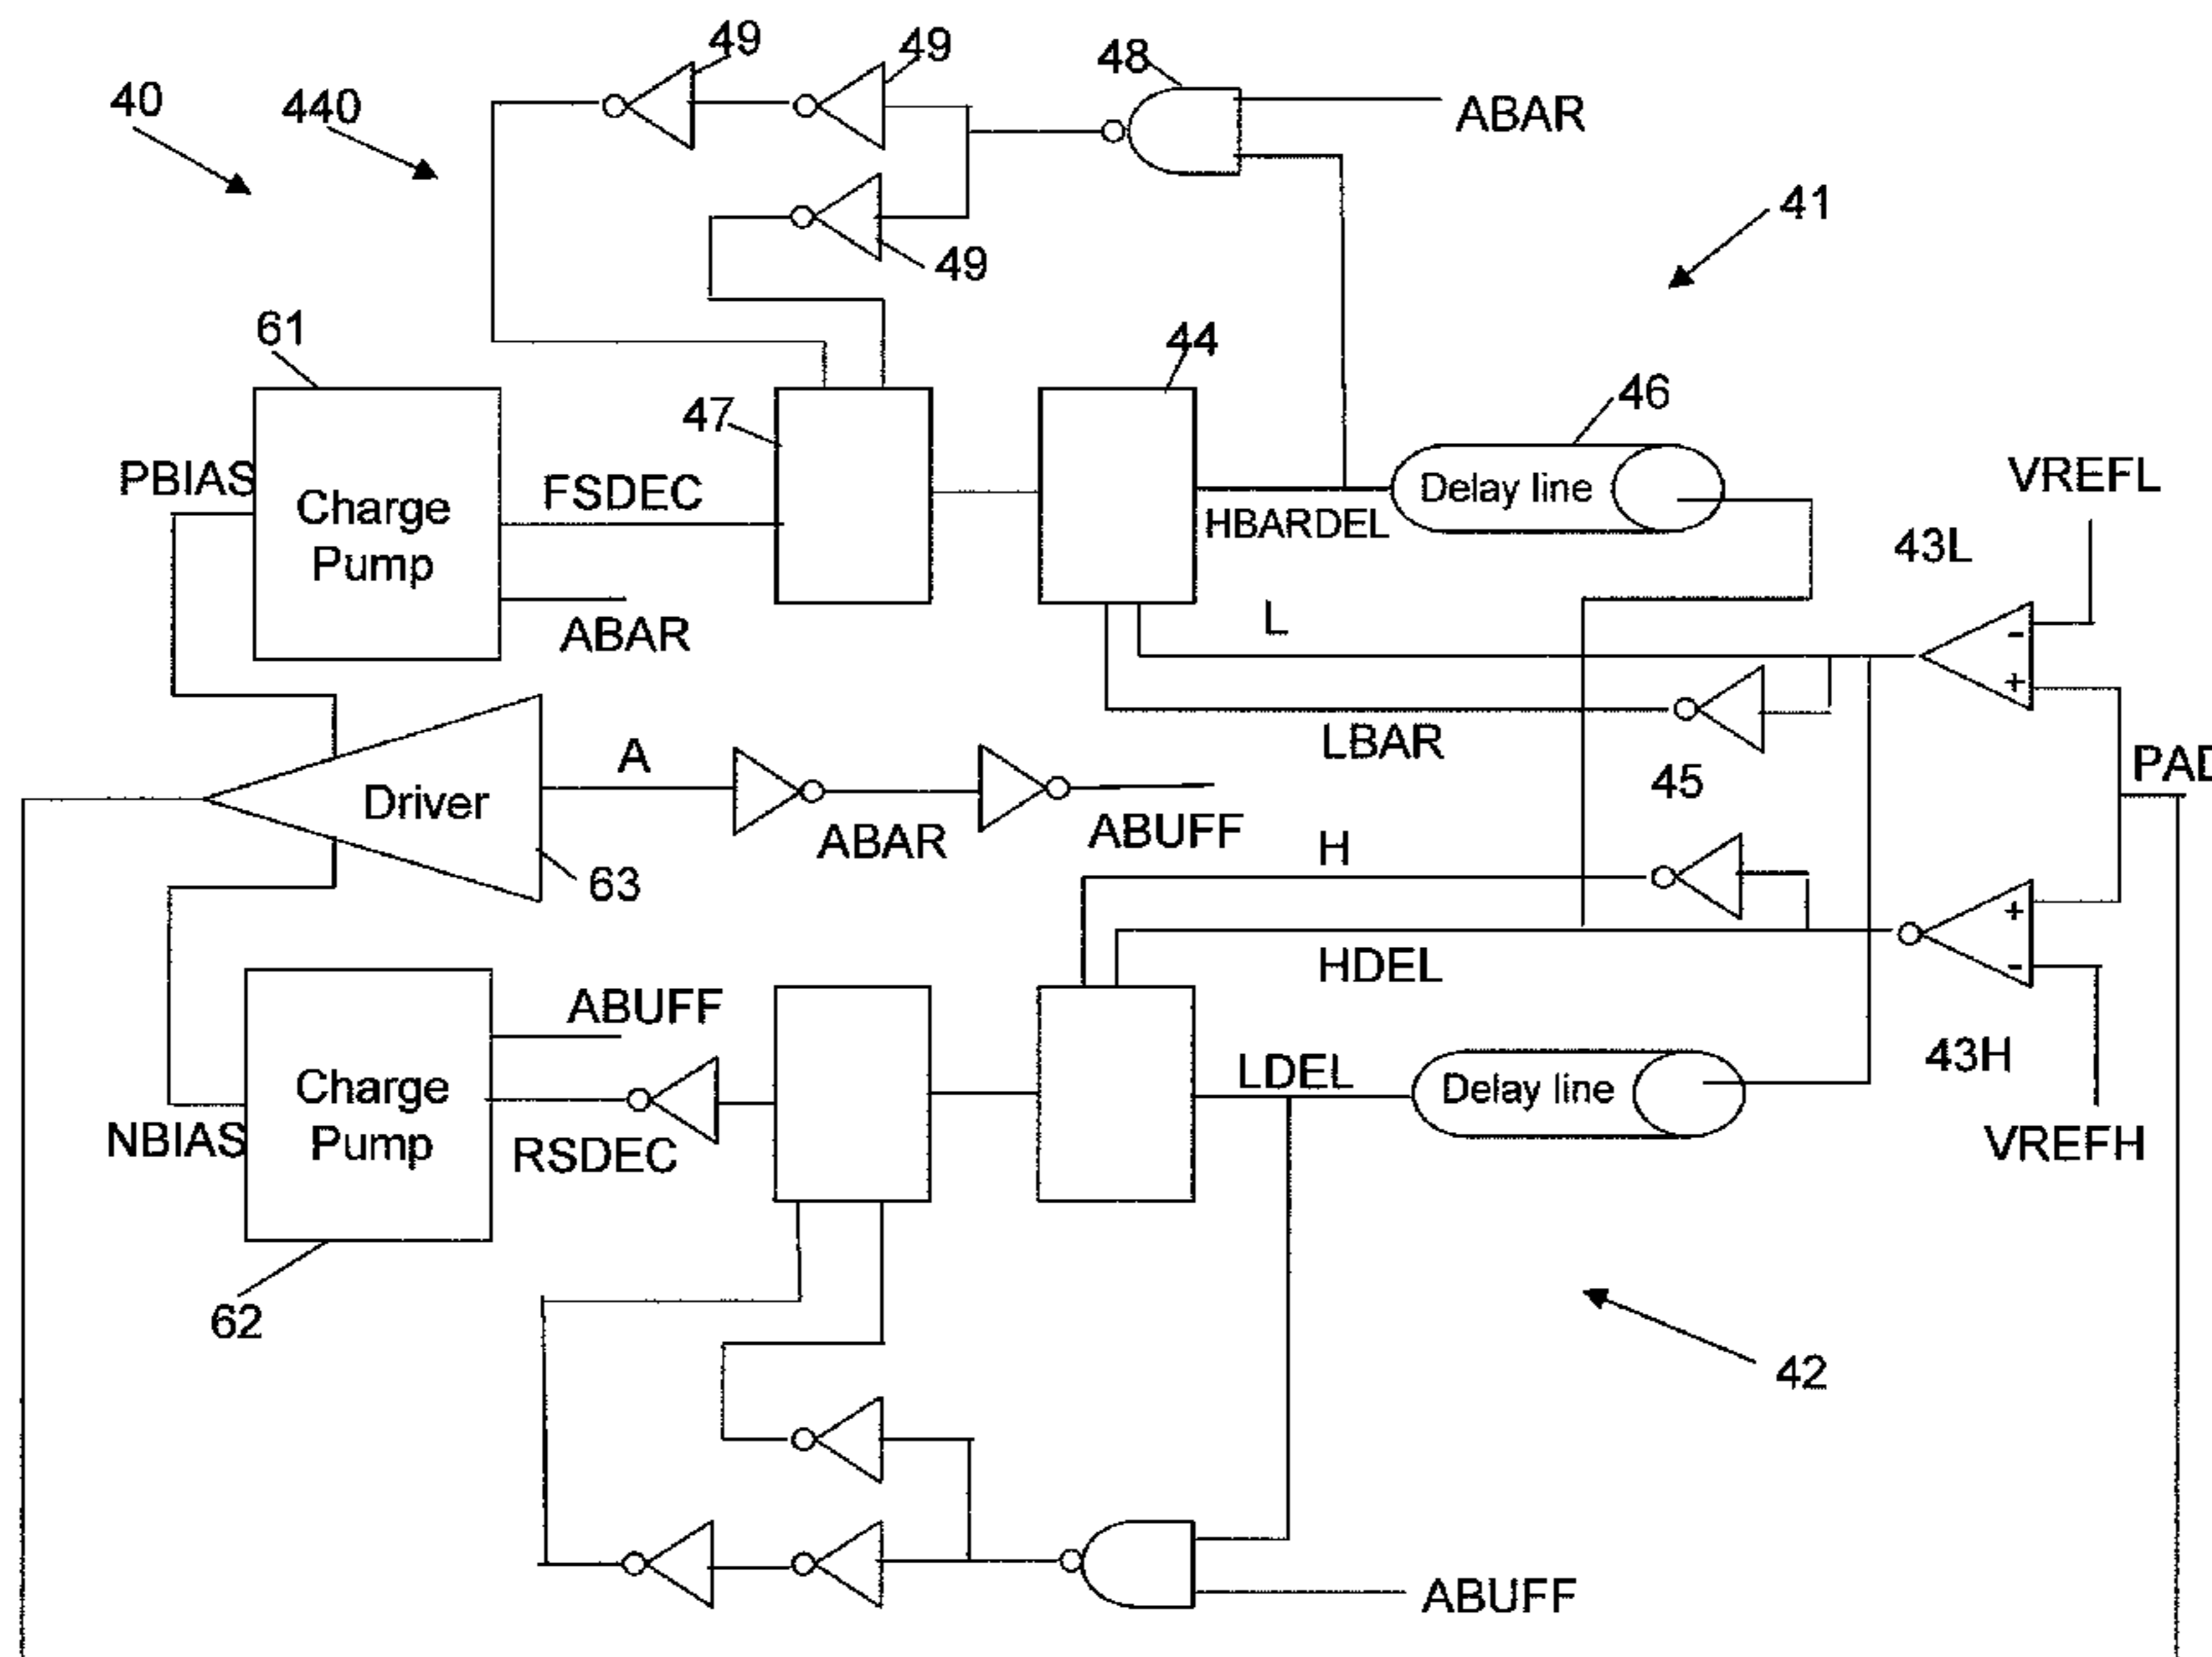 49
49
48
40
440
ABAR
41
49
61
44
47
46
PBIAS
Charge
Pump
FSDEC
Delay line
VREFL
HBARDEL
43L
ABAR
L
-
+
LBAR
PAD
A
Driver
45
ABAR
ABUFF
H
63
+
-
HDEL
ABUFF
43H
Charge
Pump
LDEL
Delay line
NBIAS
RSDEC
VREFH
62
42
ABUFF